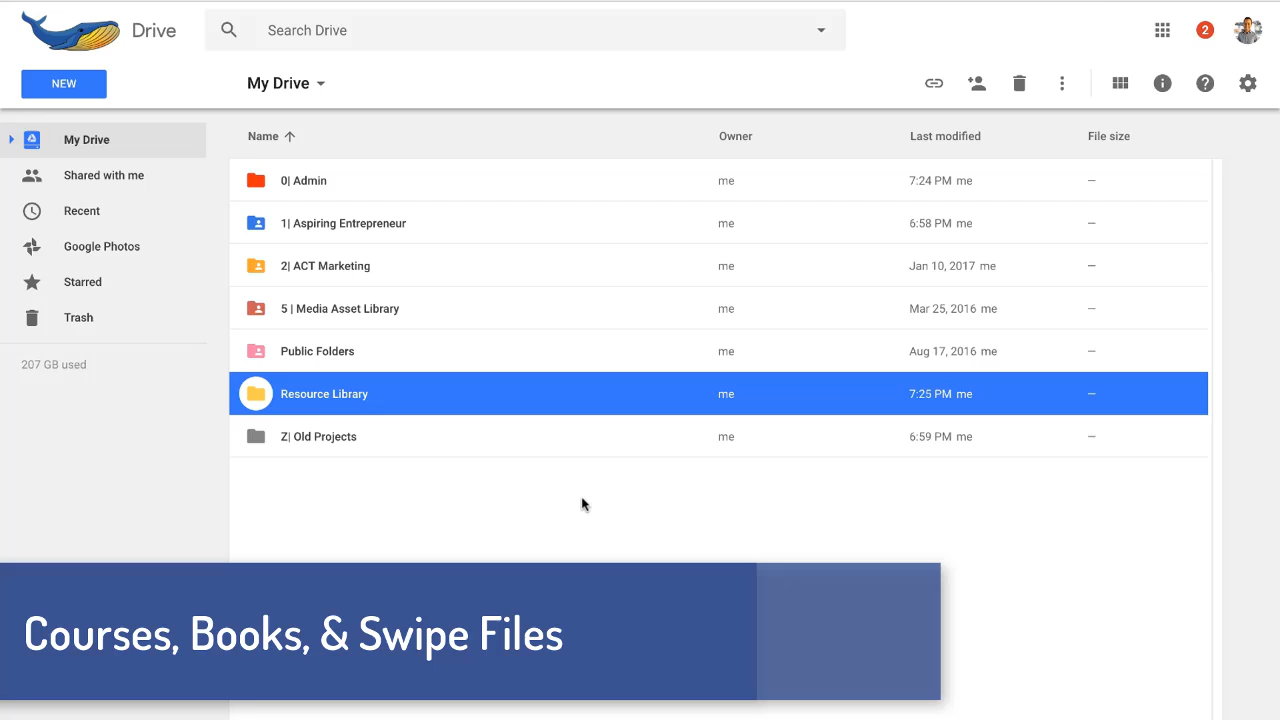 Drive
Search Drive
2
NEW
My Drive
My Drive
Shared with me
Recent
Google Photos
Starred
Trash
207 GB used
Name Owner Last modified File size
0| Admin me 7:24 PM me –
1| Aspiring Entrepreneur me 6:58 PM me –
2| ACT Marketing me Jan 10, 2017 me –
5 | Media Asset Library me Mar 25, 2016 me –
Public Folders me Aug 17, 2016 me –
Resource Library me 7:25 PM me –
Z| Old Projects me 6:59 PM me –
Courses, Books, & Swipe Files